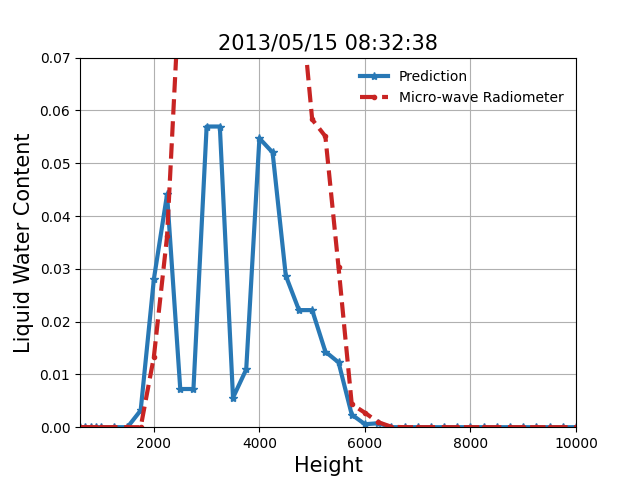 2013/05/15 08:32:38
Prediction
Micro-wave Radiometer
Liquid Water Content
0.07
0.06
0.05
0.04
0.03
0.02
0.01
0.00
2000 4000 6000 8000 10000
Height